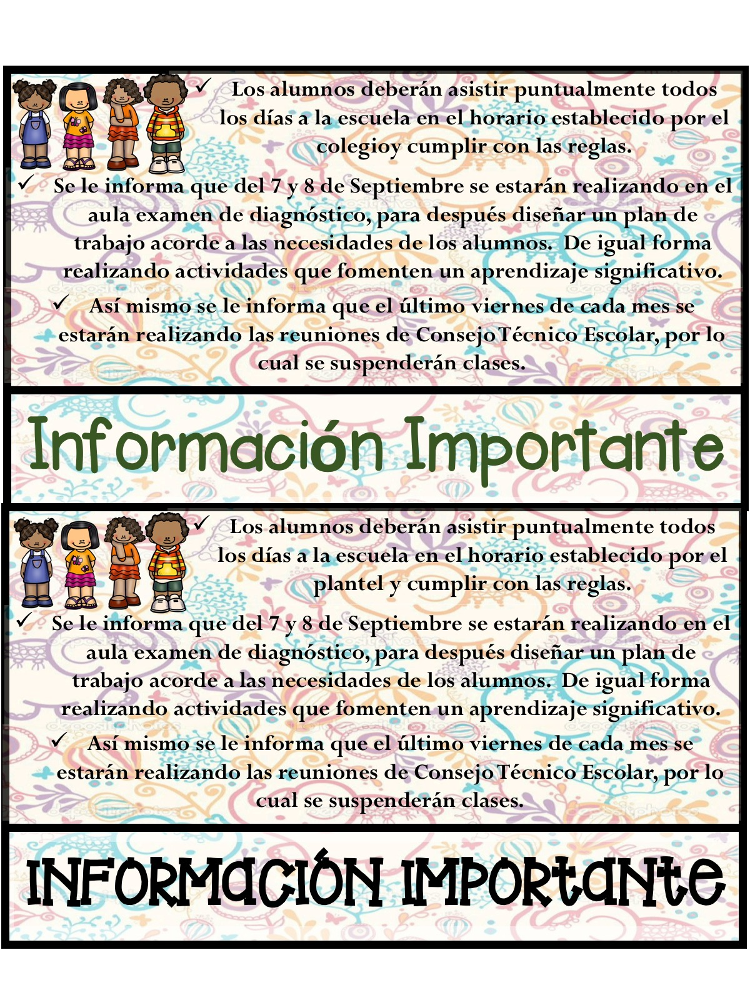 ✓ Los alumnos deberán asistir puntualmente todos
los días a la escuela en el horario establecido por el
colegioy cumplir con las reglas.
✓ Se le informa que del 7 y 8 de Septiembre se estarán realizando en el
aula examen de diagnóstico, para después diseñar un plan de
trabajo acorde a las necesidades de los alumnos. De igual forma
realizando actividades que fomenten un aprendizaje significativo.
✓ Así mismo se le informa que el último viernes de cada mes se
estarán realizando las reuniones de Consejo Técnico Escolar, por lo
cual se suspenderán clases.
Información Importante
✓ Los alumnos deberán asistir puntualmente todos
los días a la escuela en el horario establecido por el
plantel y cumplir con las reglas.
✓ Se le informa que del 7 y 8 de Septiembre se estarán realizando en el
aula examen de diagnóstico, para después diseñar un plan de
trabajo acorde a las necesidades de los alumnos. De igual forma
realizando actividades que fomenten un aprendizaje significativo.
✓ Así mismo se le informa que el último viernes de cada mes se
estarán realizando las reuniones de Consejo Técnico Escolar, por lo
cual se suspenderán clases.
INFORMACIÓN IMPORTANTE